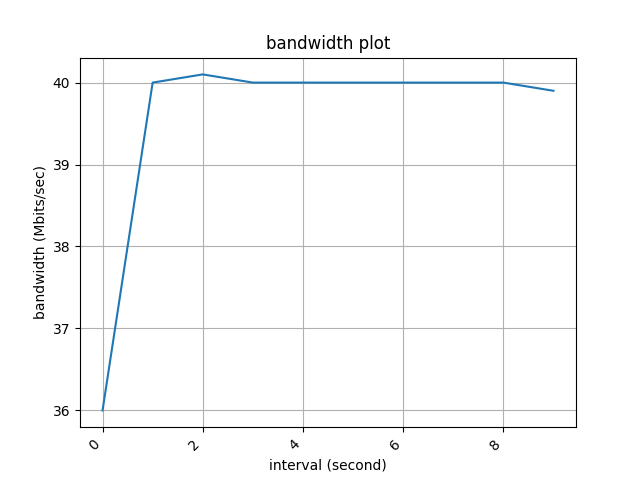 bandwidth plot
40
39
38
37
36
bandwidth (Mbits/sec)
0 2 4 6 8
interval (second)